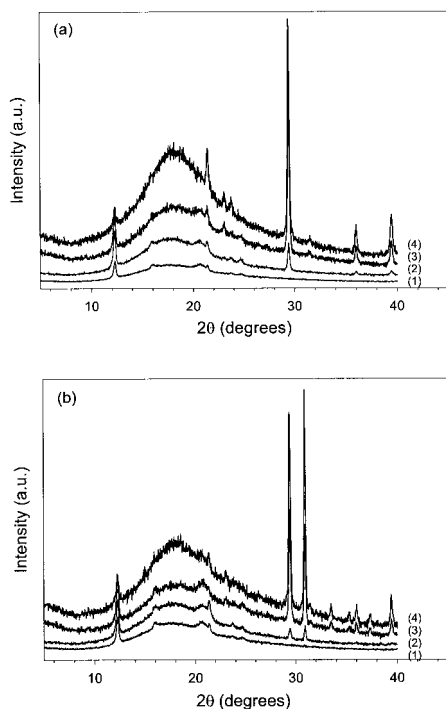 (a)
Intensity (a.u.)
(4)
(3)
(2)
(1)
10 20 30 40
2θ (degrees)
(b)
Intensity (a.u.)
(4)
(3)
(2)
(1)
10 20 30 40
2θ (degrees)